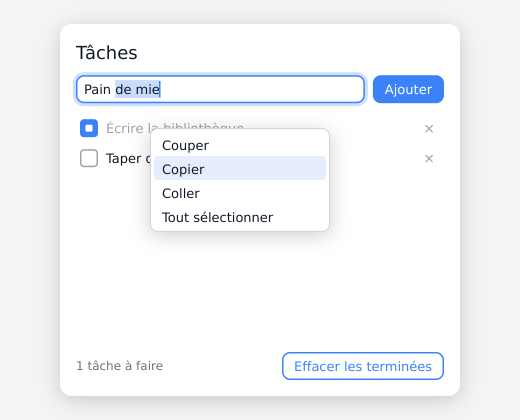 Tâches
Pain de mie
Ajouter
Écrire la bibliothèque
×
Taper
×
Couper
Copier
Coller
Tout sélectionner
1 tâche à faire
Effacer les terminées